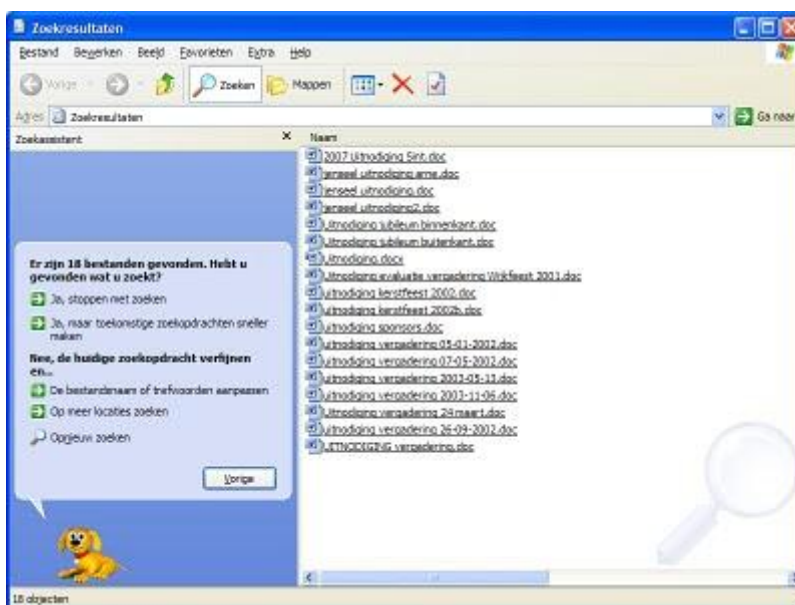 Zoekresultaten
Bestand Bewerken Beeld Favorieten Extra Help
Vorige Zoeken Mappen
Adres Zoekresultaten Ga naar
Zoekassistent
Er zijn 18 bestanden gevonden. Hebt u
gevonden wat u zoekt?
Ja, stoppen met zoeken
Ja, maar toekomstige zoekopdrachten sneller
maken
Nee, de huidige zoekopdracht verfijnen
en...
De bestandsnaam of trefwoorden aanpassen
Op meer locaties zoeken
Opnieuw zoeken
Vorige
Naam
2007 Uitnodiging Sint.doc
jenseel uitnodiging arne.doc
jenseel uitnodiging.doc
jenseel uitnodiging2.doc
Uitnodiging jubileum binnenkant.doc
Uitnodiging jubileum buitenkant.doc
Uitnodiging.docx
Uitnodiging evaluatie vergadering Wijkfeest 2001.doc
uitnodiging kerstfeest 2002.doc
uitnodiging kerstfeest 2002b.doc
uitnodiging sponsors.doc
uitnodiging vergadering 05-01-2002.doc
uitnodiging vergadering 07-05-2002.doc
uitnodiging vergadering 2003-05-13.doc
uitnodiging vergadering 2003-11-06.doc
Uitnodiging vergadering 24 maart.doc
uitnodiging vergadering 26-09-2002.doc
UITNODIGING vergadering.doc
18 objecten